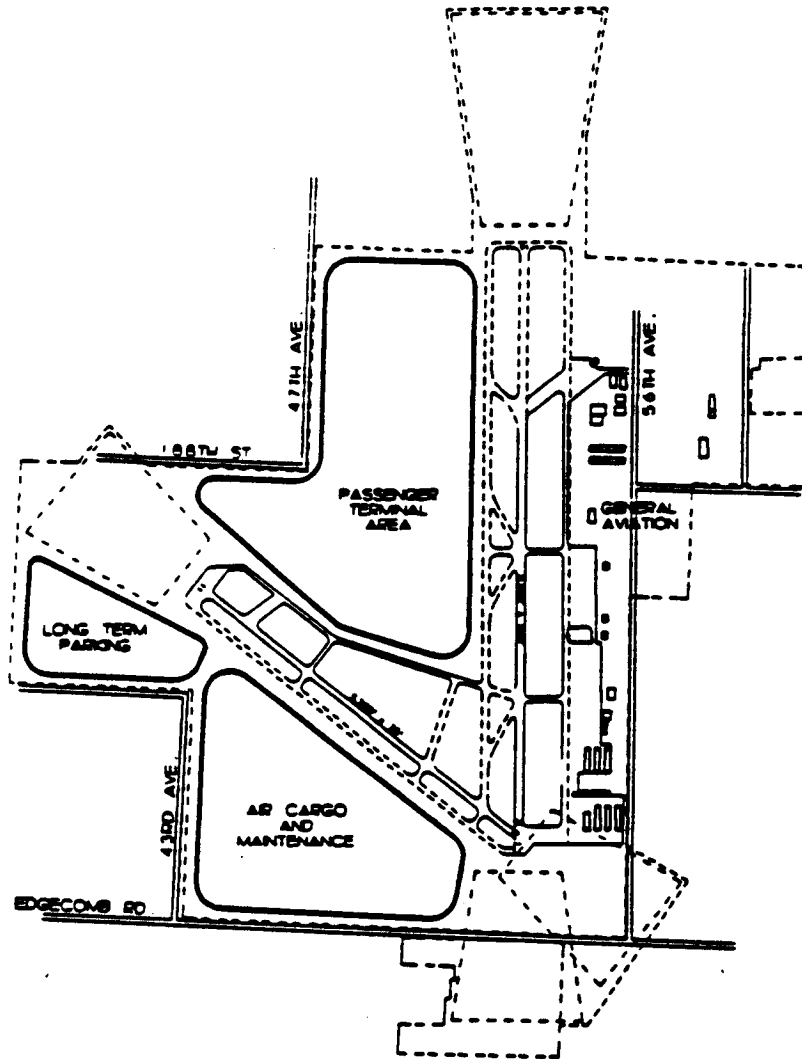 47TH AVE.
56TH AVE.
188TH ST
PASSENGER
TERMINAL
AREA
GENERAL
AVIATION
LONG TERM
PARKING
43RD AVE.
AIR CARGO
AND
MAINTENANCE
EDGECOMB RD